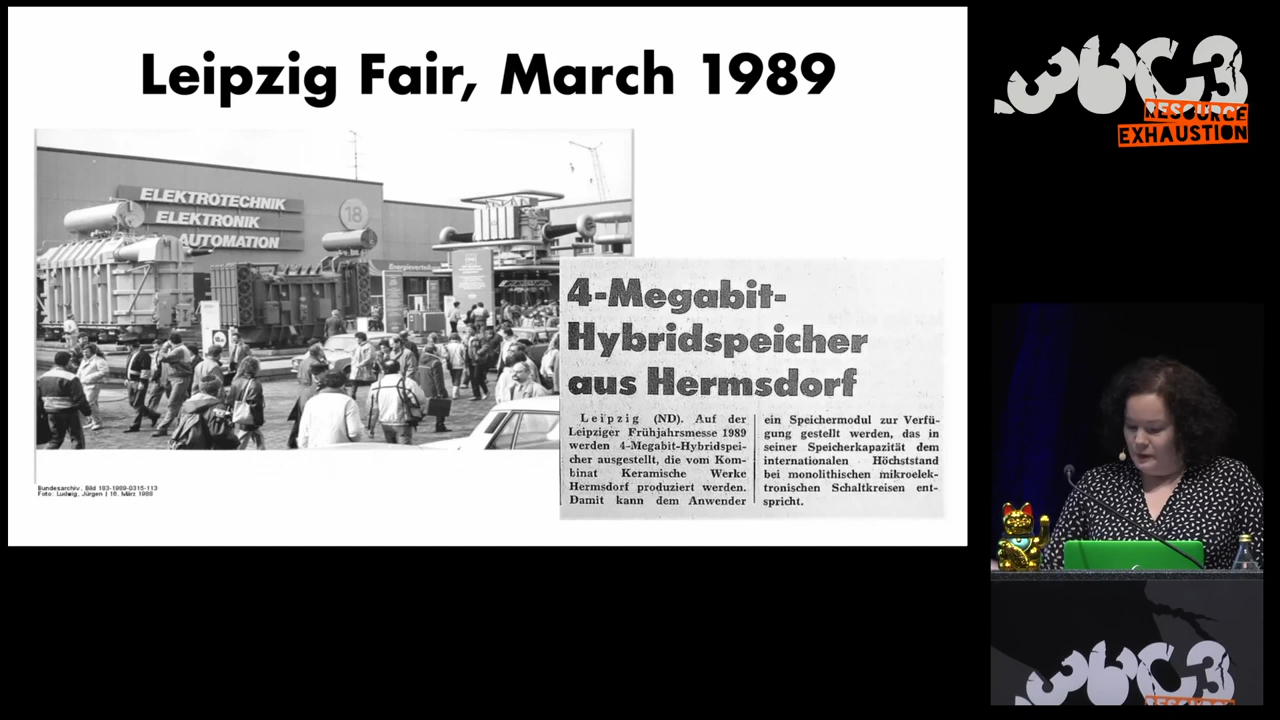 Leipzig Fair, March 1989
ELEKTROTECHNIK
ELEKTRONIK
AUTOMATION
18
4-Megabit-
Hybridspeicher
aus Hermsdorf
Leipzig (ND). Auf der
Leipziger Frühjahrsmesse 1989
werden 4-Megabit-Hybridspei-
cher ausgestellt, die vom Kom-
binat Keramische Werke
Hermsdorf produziert werden.
Damit kann dem Anwender
ein Speichermodul zur Verfü-
gung gestellt werden, das in
seiner Speicherkapazität dem
internationalen Höchststand
bei monolithischen mikroelek-
tronischen Schaltkreisen ent-
spricht.
Bundesarchiv, Bild 183-1989-0315-113
Foto: Ludwig, Jürgen | 15. März 1989
36C3
RESOURCE
EXHAUSTION
36C3
RESOURCE